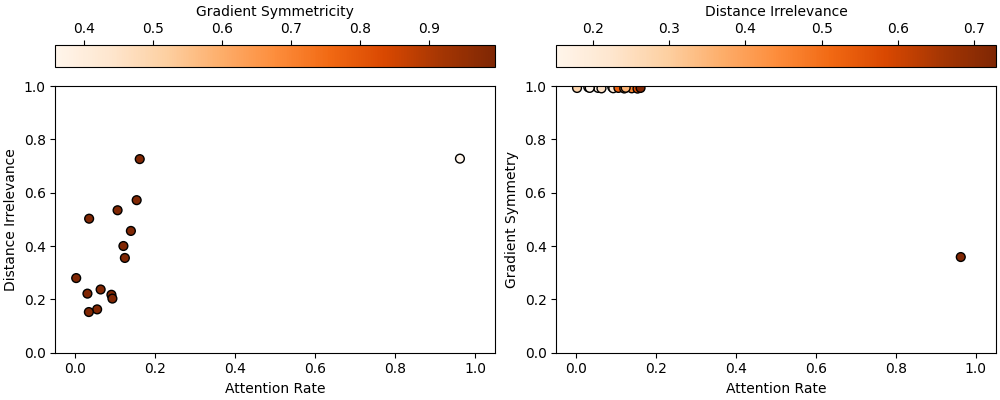 Gradient Symmetricity
0.4 0.5 0.6 0.7 0.8 0.9
1.0
0.8
0.6
0.4
0.2
0.0
Distance Irrelevance
0.0 0.2 0.4 0.6 0.8 1.0
Attention Rate
Distance Irrelevance
0.2 0.3 0.4 0.5 0.6 0.7
1.0
0.8
0.6
0.4
0.2
0.0
Gradient Symmetry
0.0 0.2 0.4 0.6 0.8 1.0
Attention Rate